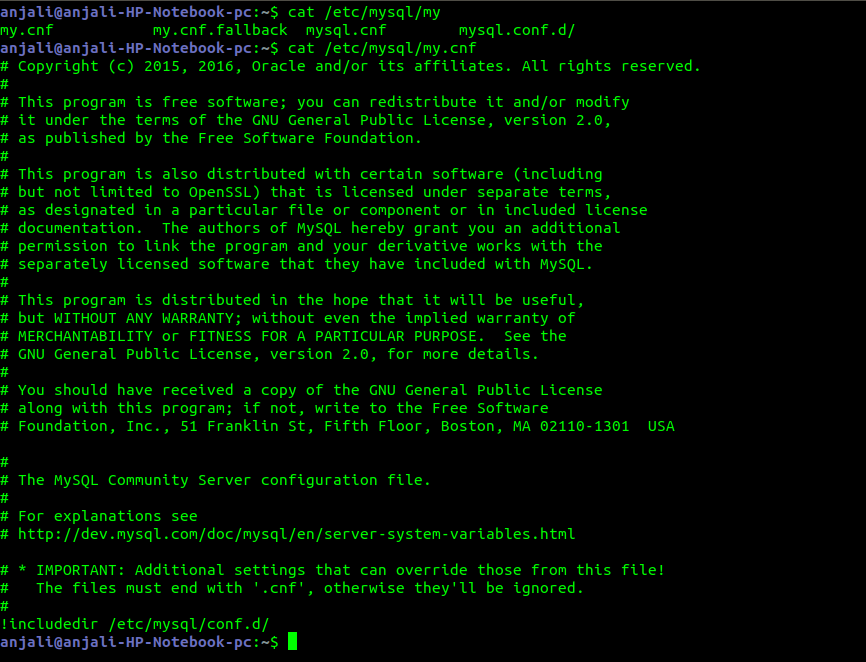 anjali@anjali-HP-Notebook-pc:~$ cat /etc/mysql/my
my.cnf           my.cnf.fallback  mysql.cnf        mysql.conf.d/
anjali@anjali-HP-Notebook-pc:~$ cat /etc/mysql/my.cnf
# Copyright (c) 2015, 2016, Oracle and/or its affiliates. All rights reserved.
#
# This program is free software; you can redistribute it and/or modify
# it under the terms of the GNU General Public License, version 2.0,
# as published by the Free Software Foundation.
#
# This program is also distributed with certain software (including
# but not limited to OpenSSL) that is licensed under separate terms,
# as designated in a particular file or component or in included license
# documentation.  The authors of MySQL hereby grant you an additional
# permission to link the program and your derivative works with the
# separately licensed software that they have included with MySQL.
#
# This program is distributed in the hope that it will be useful,
# but WITHOUT ANY WARRANTY; without even the implied warranty of
# MERCHANTABILITY or FITNESS FOR A PARTICULAR PURPOSE.  See the
# GNU General Public License, version 2.0, for more details.
#
# You should have received a copy of the GNU General Public License
# along with this program; if not, write to the Free Software
# Foundation, Inc., 51 Franklin St, Fifth Floor, Boston, MA 02110-1301  USA

#
# The MySQL Community Server configuration file.
#
# For explanations see
# http://dev.mysql.com/doc/mysql/en/server-system-variables.html

# * IMPORTANT: Additional settings that can override those from this file!
#   The files must end with '.cnf', otherwise they'll be ignored.
#
!includedir /etc/mysql/conf.d/
anjali@anjali-HP-Notebook-pc:~$